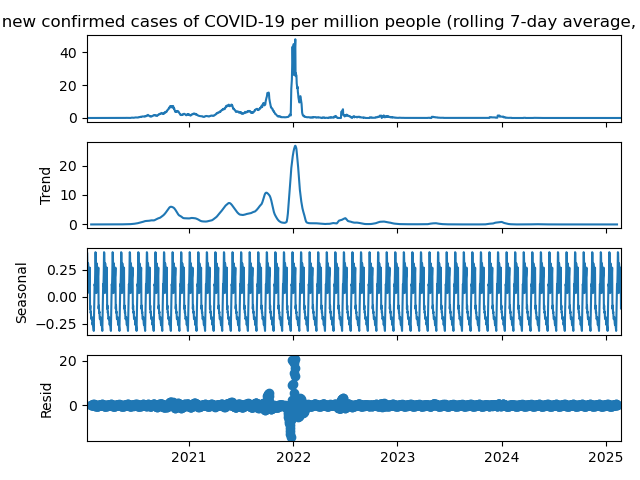 new confirmed cases of COVID-19 per million people (rolling 7-day average,
40
20
0
Trend
20
10
0
Seasonal
0.25
0.00
−0.25
Resid
20
0
2021 2022 2023 2024 2025